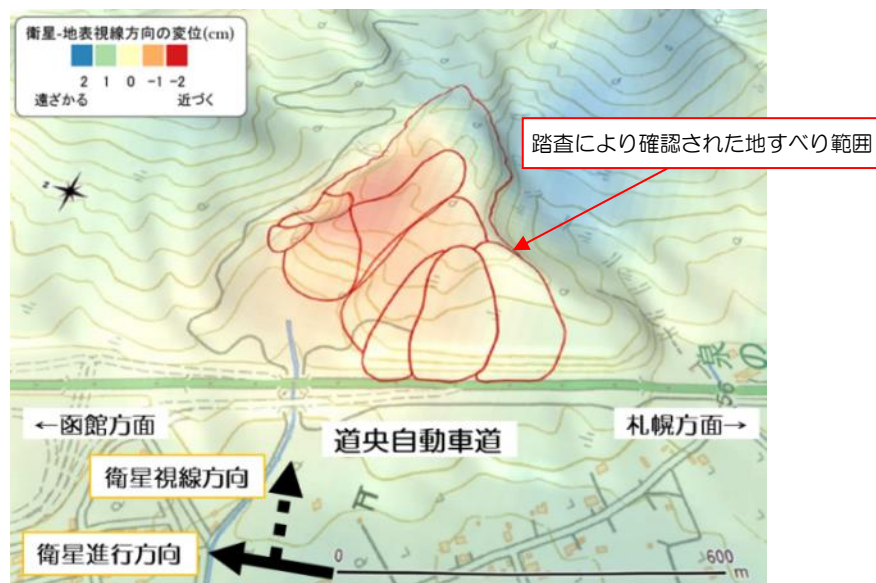 衛星-地表視線方向の変位(cm)
2 1 0 -1 -2
遠ざかる 近づく
踏査により確認された地すべり範囲
z
泉の
56
←函館方面
道央自動車道
札幌方面→
衛星視線方向
衛星進行方向
0 600
m